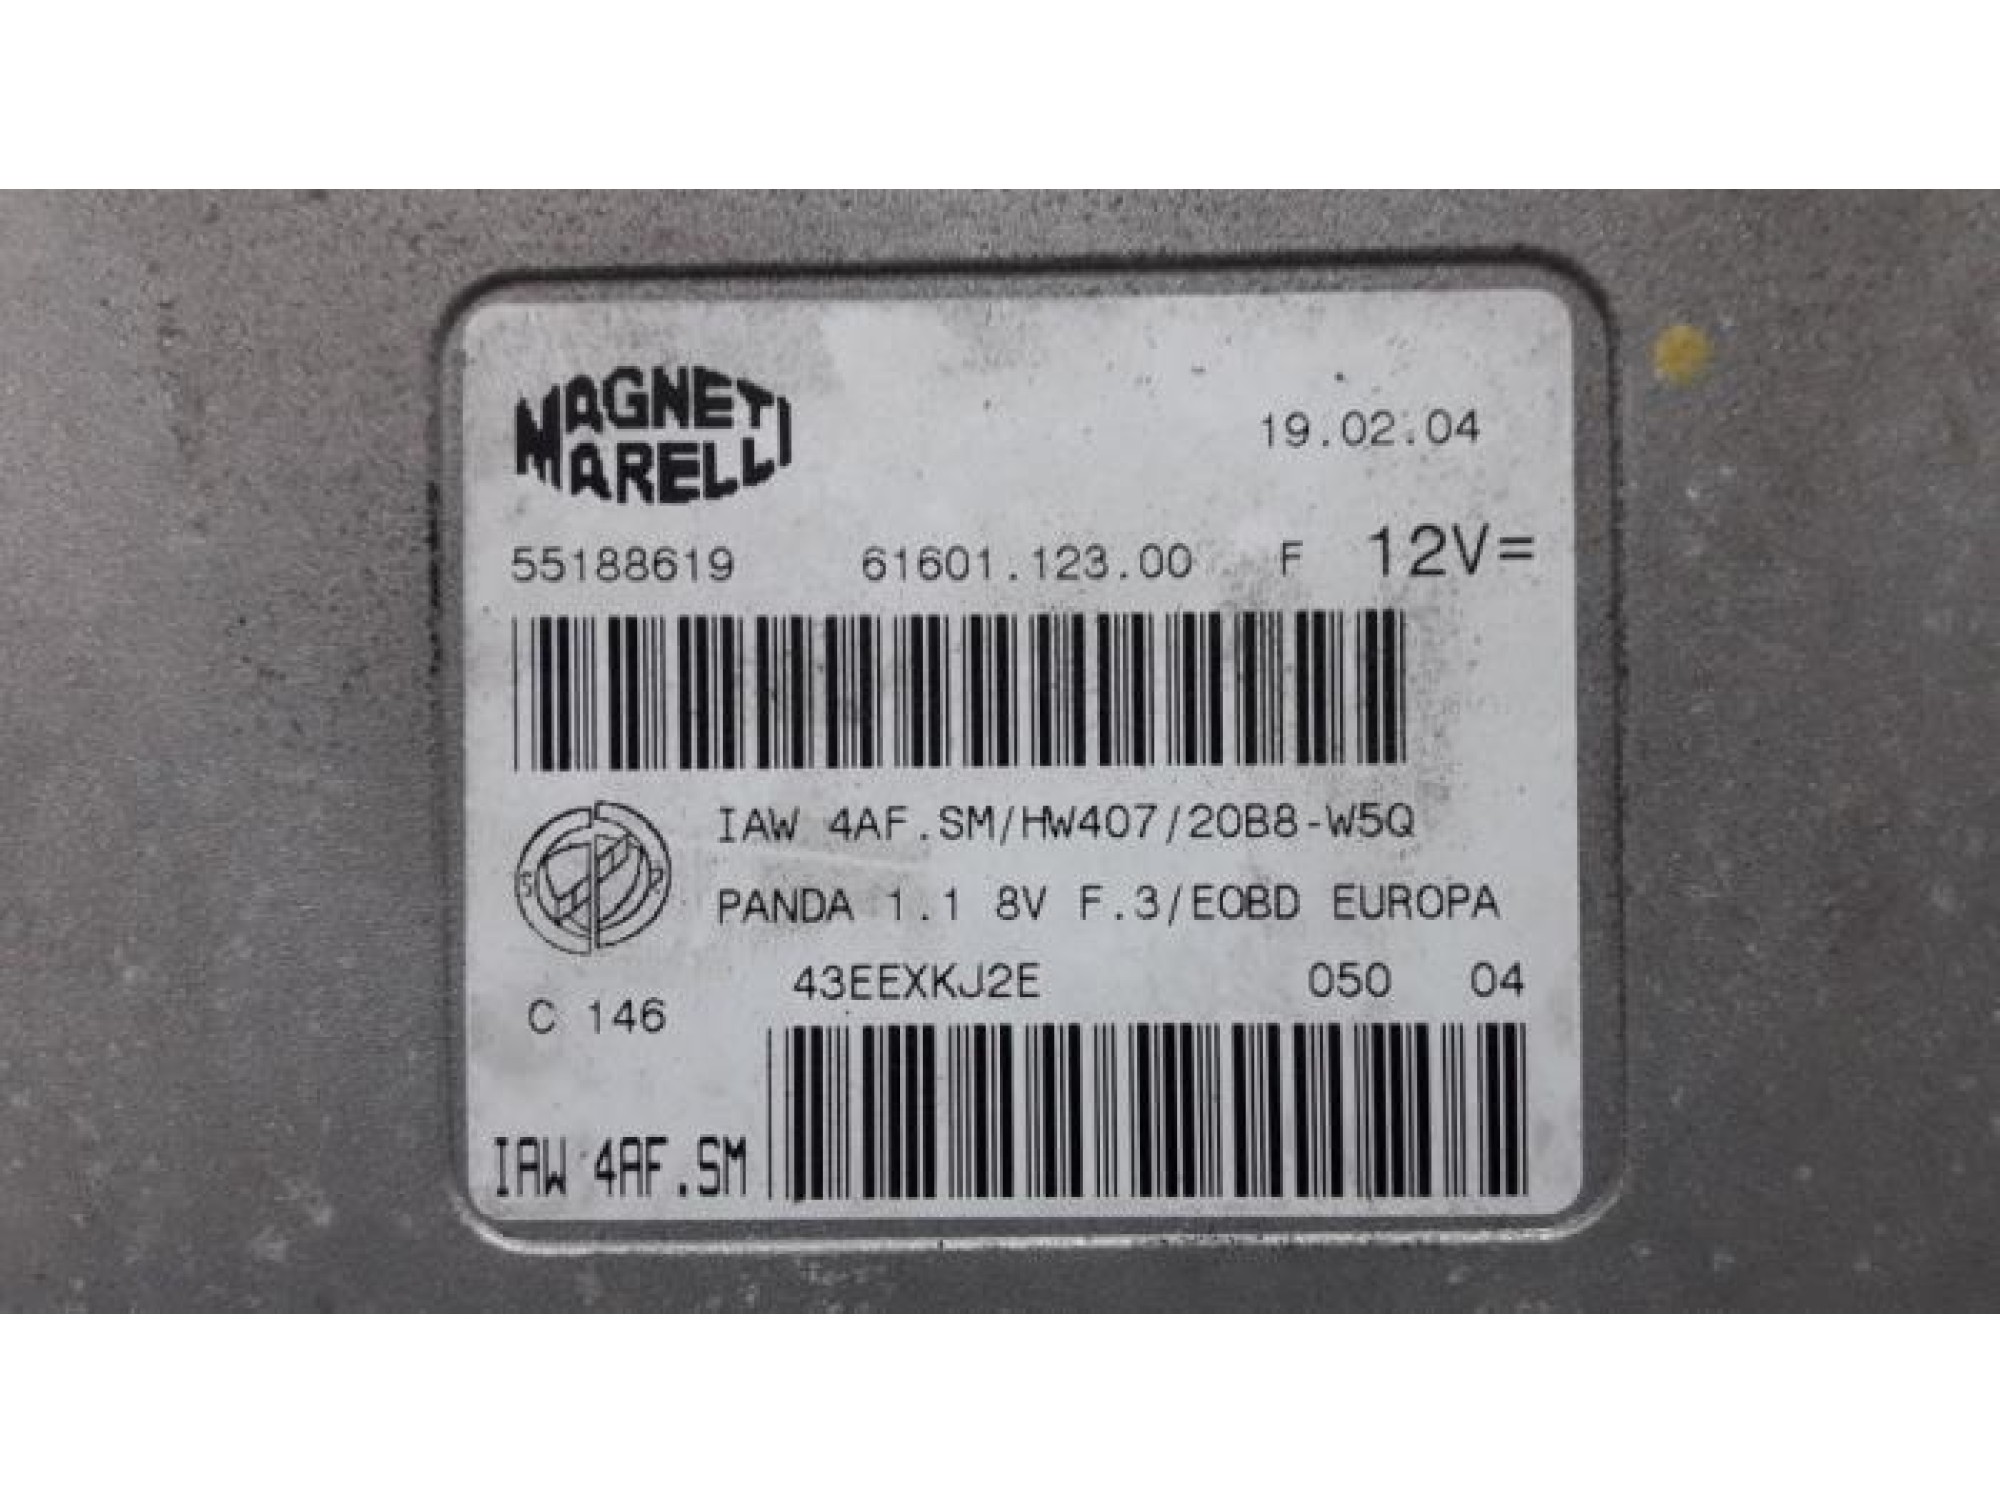 MAGNETI
MARELLI
19.02.04
55188619 61601.123.00 F 12V=
IAW 4AF.SM/HW407/20B8-W5Q
PANDA 1.1 8V F.3/EOBD EUROPA
43EEXKJ2E 050 04
C 146
IAW 4AF.SM